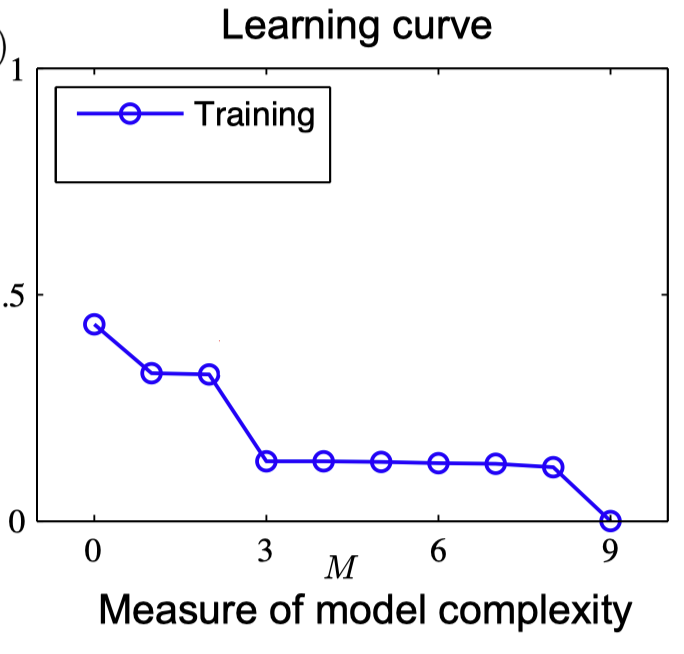 Learning curve
)
1
Training
.5
0
0 3 6 9
M
Measure of model complexity